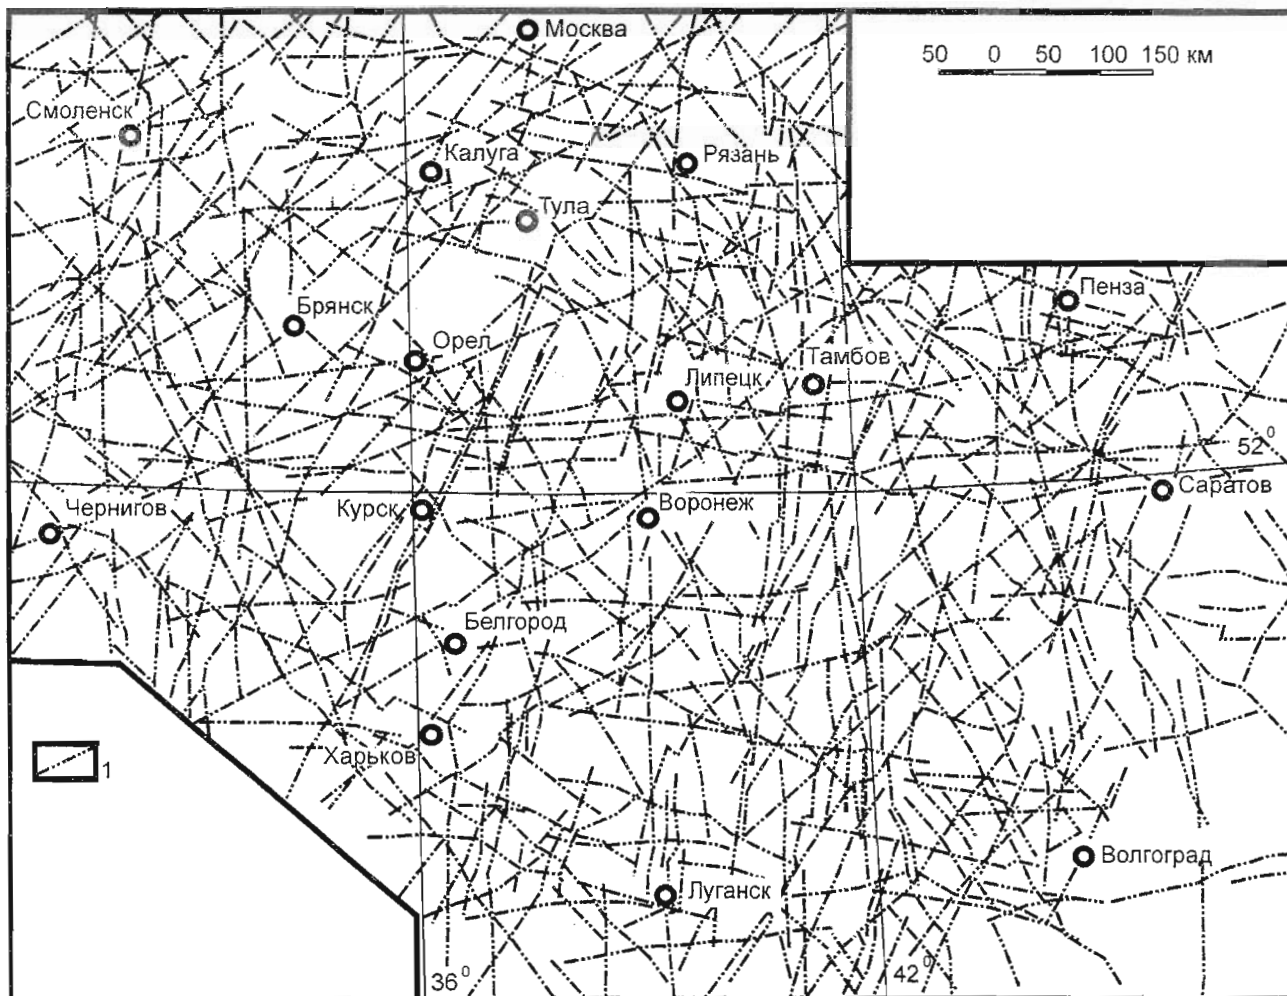 Москва
50 0 50 100 150 км
Смоленск
Калуга
Рязань
Тула
Пенза
Брянск
Орел
Тамбов
Липецк
52⁰
Саратов
Чернигов
Курск
Воронеж
Белгород
Харьков
1
Волгоград
Луганск
36⁰
42⁰